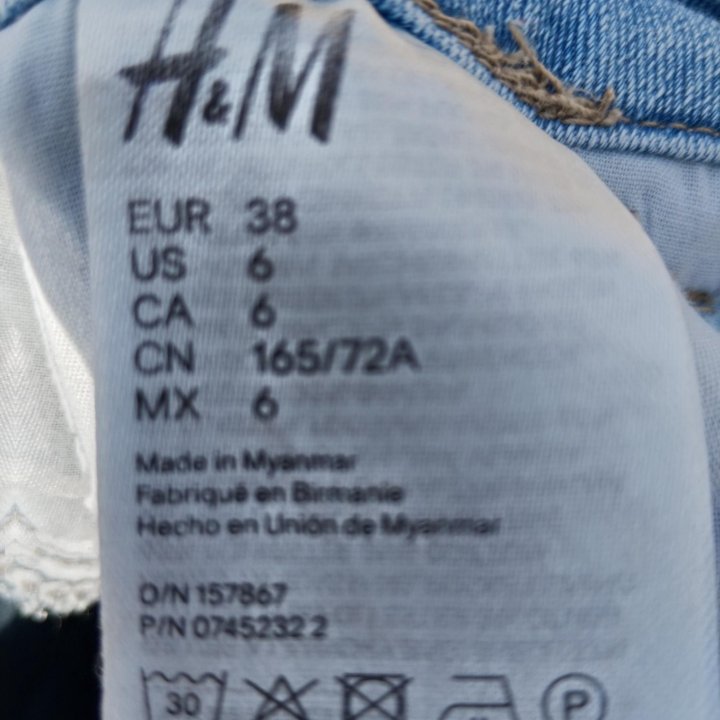 H&M
EUR 38
US 6
CA 6
CN 165/72A
MX 6
Made in Myanmar
Fabriqué en Birmanie
Hecho en Unión de Myanmar
O/N 157867
P/N 0745232 2
30
P